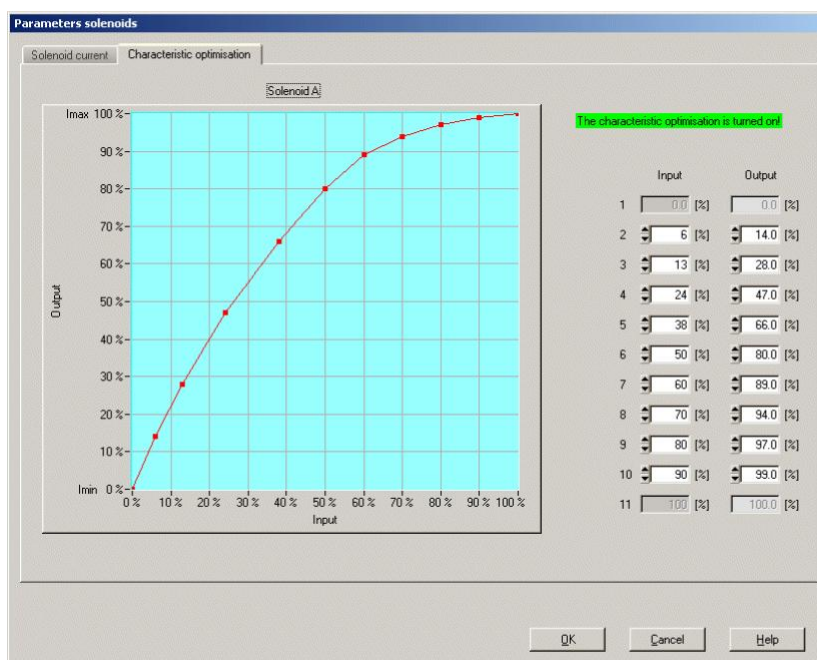 Parameters solenoids
Solenoid current Characteristic optimisation
Solenoid A
The characteristic optimisation is turned on!
Imax 100 %
90 %
80 %
70 %
60 %
50 %
40 %
30 %
20 %
10 %
Imin 0 %
Output
0 % 10 % 20 % 30 % 40 % 50 % 60 % 70 % 80 % 90 % 100 %
Input
Input Output
1 0.0 [%] 0.0 [%]
2 6 [%] 14.0 [%]
3 13 [%] 28.0 [%]
4 24 [%] 47.0 [%]
5 38 [%] 66.0 [%]
6 50 [%] 80.0 [%]
7 60 [%] 89.0 [%]
8 70 [%] 94.0 [%]
9 80 [%] 97.0 [%]
10 90 [%] 99.0 [%]
11 100 [%] 100.0 [%]
OK Cancel Help